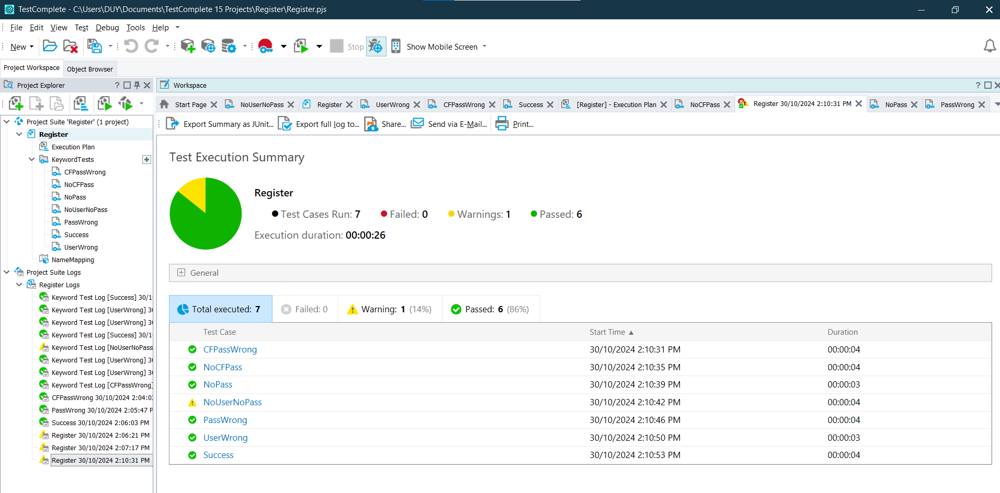 TestComplete - C:\Users\DUY\Documents\TestComplete 15 Projects\Register\Register.pjs
File Edit View Test Debug Tools Help
New Stop Show Mobile Screen
Project Workspace Object Browser
Project Explorer
Project Suite 'Register' (1 project)
Register
Execution Plan
KeywordTests
CFPassWrong
NoCFPass
NoPass
NoUserNoPass
PassWrong
Success
UserWrong
NameMapping
Project Suite Logs
Register Logs
Keyword Test Log [Success] 30/1
Keyword Test Log [UserWrong] 30
Keyword Test Log [UserWrong] 30
Keyword Test Log [Success] 30/1
Keyword Test Log [NoUserNoPass
Keyword Test Log [UserWrong] 30
Keyword Test Log [UserWrong] 30
Keyword Test Log [CFPassWrong]
CFPassWrong 30/10/2024 2:04:03
PassWrong 30/10/2024 2:05:47 P
Success 30/10/2024 2:06:03 PM
Register 30/10/2024 2:06:21 PM
Register 30/10/2024 2:07:17 PM
Register 30/10/2024 2:10:31 PM
Workspace
Start Page NoUserNoPass Register UserWrong CFPassWrong Success [Register] - Execution Plan NoCFPass Register 30/10/2024 2:10:31 PM NoPass PassWrong
Export Summary as JUnit... Export full log to... Share... Send via E-Mail... Print...
Test Execution Summary
Register
Test Cases Run: 7 Failed: 0 Warnings: 1 Passed: 6
Execution duration: 00:00:26
General
Total executed: 7 Failed: 0 Warning: 1 (14%) Passed: 6 (86%)
Test Case Start Time ▲ Duration
CFPassWrong 30/10/2024 2:10:31 PM 00:00:04
NoCFPass 30/10/2024 2:10:35 PM 00:00:04
NoPass 30/10/2024 2:10:39 PM 00:00:03
NoUserNoPass 30/10/2024 2:10:42 PM 00:00:04
PassWrong 30/10/2024 2:10:46 PM 00:00:04
UserWrong 30/10/2024 2:10:50 PM 00:00:03
Success 30/10/2024 2:10:53 PM 00:00:04